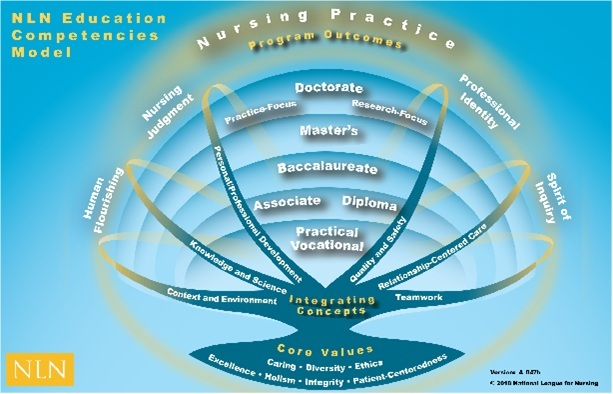 NLN Education
Competencies
Model
Nursing Practice
Program Outcomes
Human
Flourishing
Nursing
Judgment
Professional
Identity
Spirit of
Inquiry
Doctorate
Practice-Focus
Research-Focus
Master's
Baccalaureate
Associate
Diploma
Practical
Vocational
Context and Environment
Knowledge and Science
Personal/Professional Development
Quality and Safety
Relationship-Centered Care
Teamwork
Integrating
Concepts
Core Values
Caring • Diversity • Ethics
Excellence • Holism • Integrity • Patient-Centeredness
NLN
© 2010 National League for Nursing